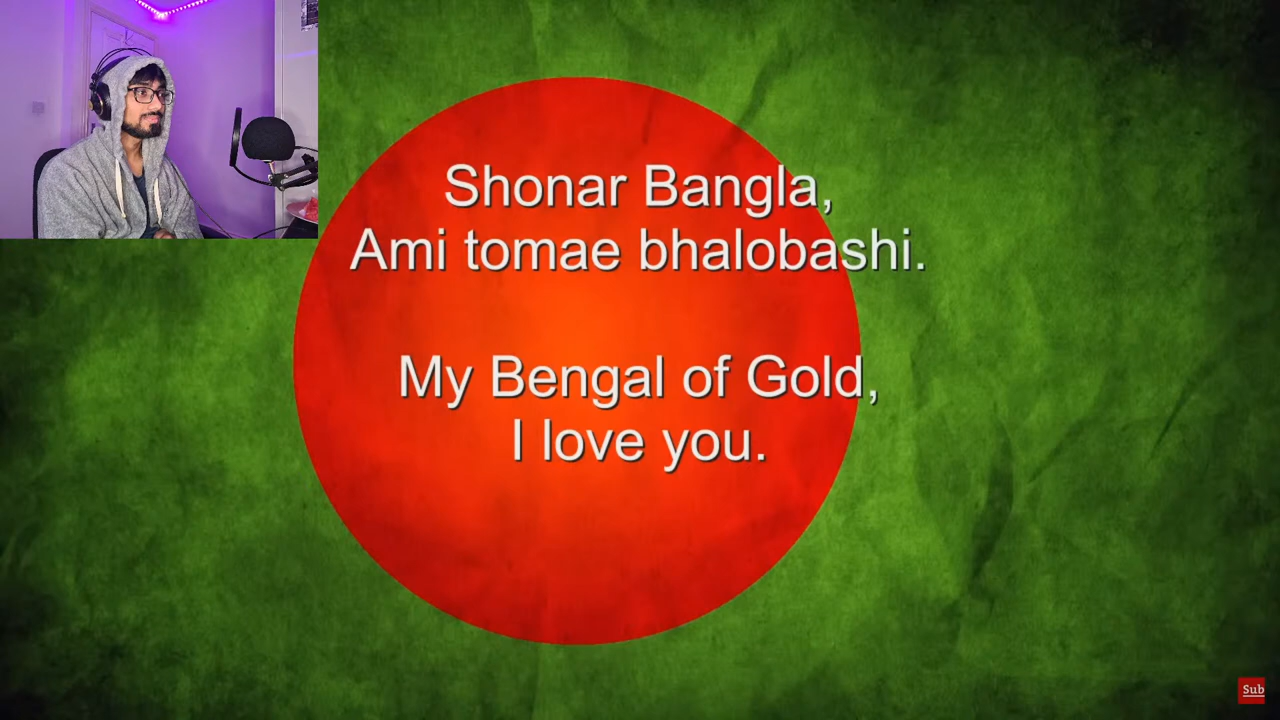 Shonar Bangla,
Ami tomae bhalobashi.
My Bengal of Gold,
I love you.
Sub